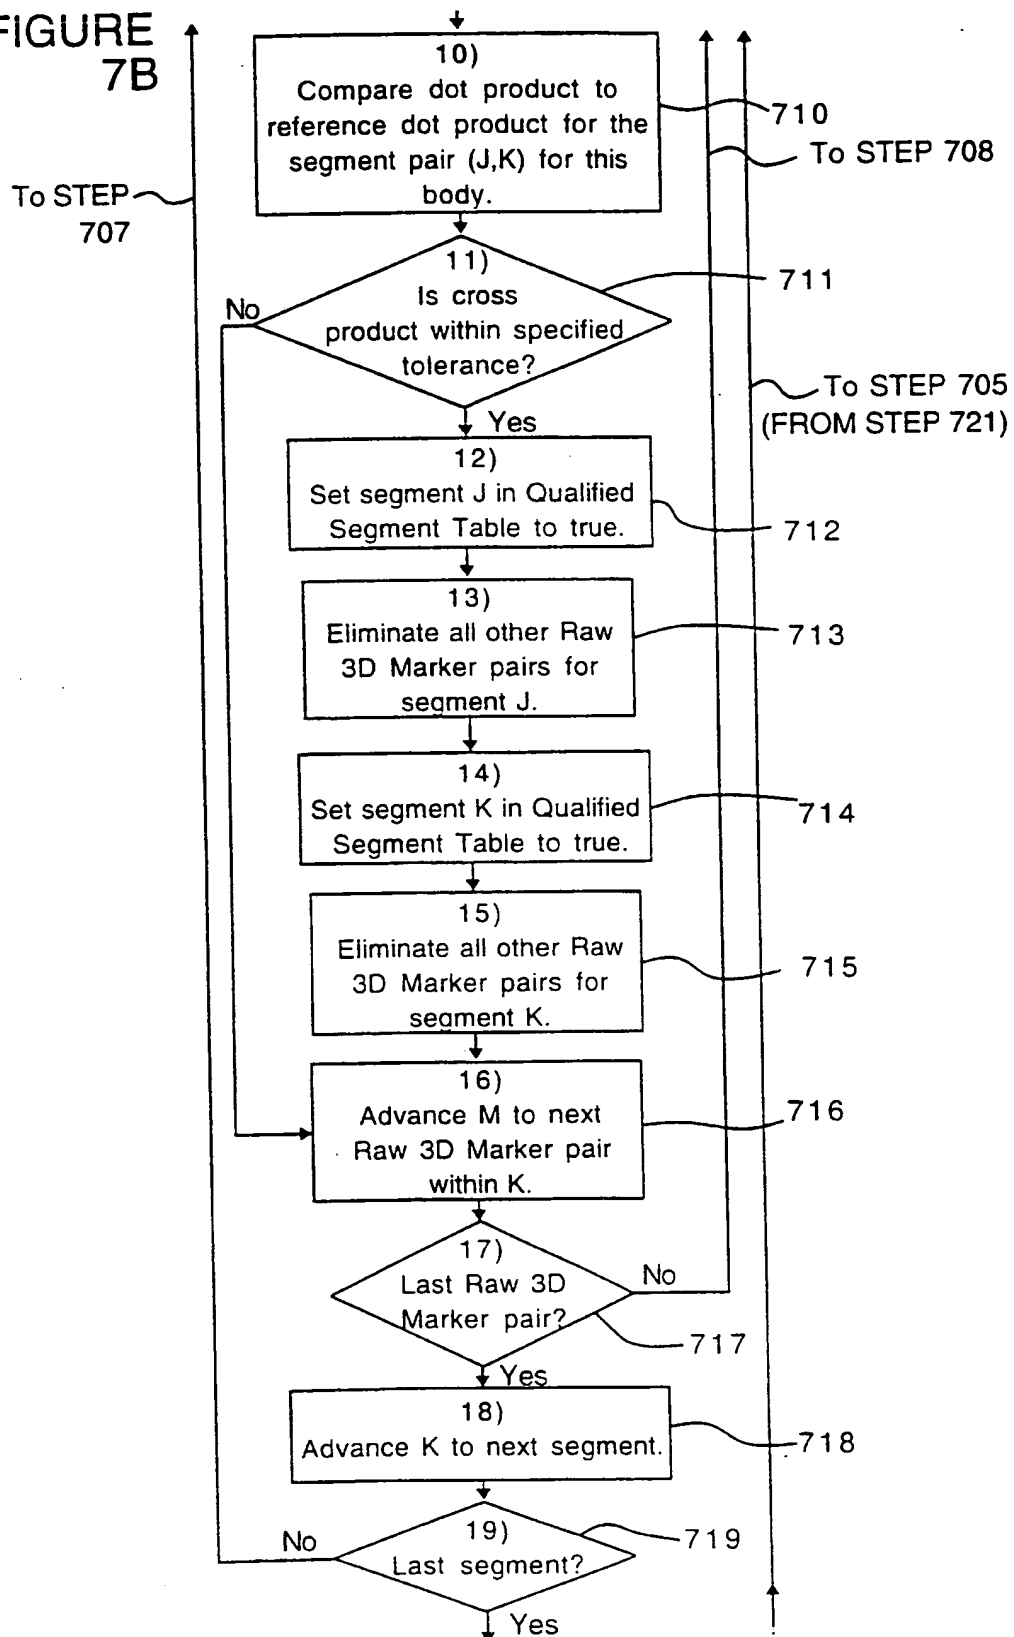 FIGURE
7B
10)
Compare dot product to
reference dot product for the
segment pair (J,K) for this
body.
710
To STEP 708
To STEP
707
11)
Is cross
product within specified
tolerance?
711
No
Yes
To STEP 705
(FROM STEP 721)
12)
Set segment J in Qualified
Segment Table to true.
712
13)
Eliminate all other Raw
3D Marker pairs for
segment J.
713
14)
Set segment K in Qualified
Segment Table to true.
714
15)
Eliminate all other Raw
3D Marker pairs for
segment K.
715
16)
Advance M to next
Raw 3D Marker pair
within K.
716
17)
Last Raw 3D
Marker pair?
No
717
Yes
18)
Advance K to next segment.
718
19)
Last segment?
No
719
Yes